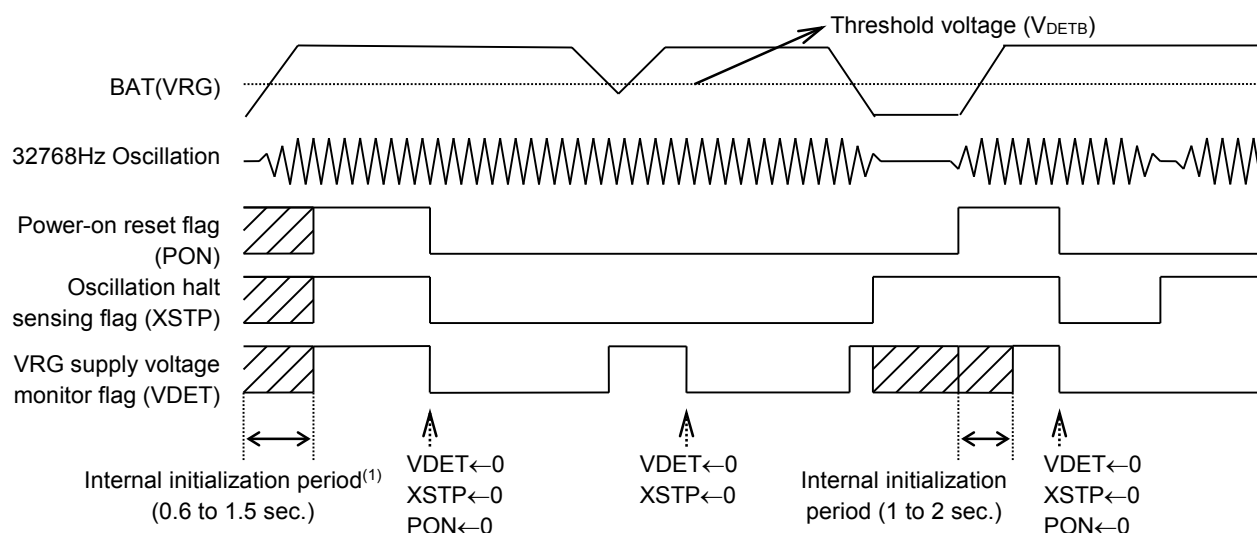 Threshold voltage (VDETB)
BAT(VRG)
32768Hz Oscillation
Power-on reset flag
(PON)
Oscillation halt
sensing flag (XSTP)
VRG supply voltage
monitor flag (VDET)
Internal initialization period(1)
(0.6 to 1.5 sec.)
VDET←0
XSTP←0
PON←0
VDET←0
XSTP←0
Internal initialization
period (1 to 2 sec.)
VDET←0
XSTP←0
PON←0